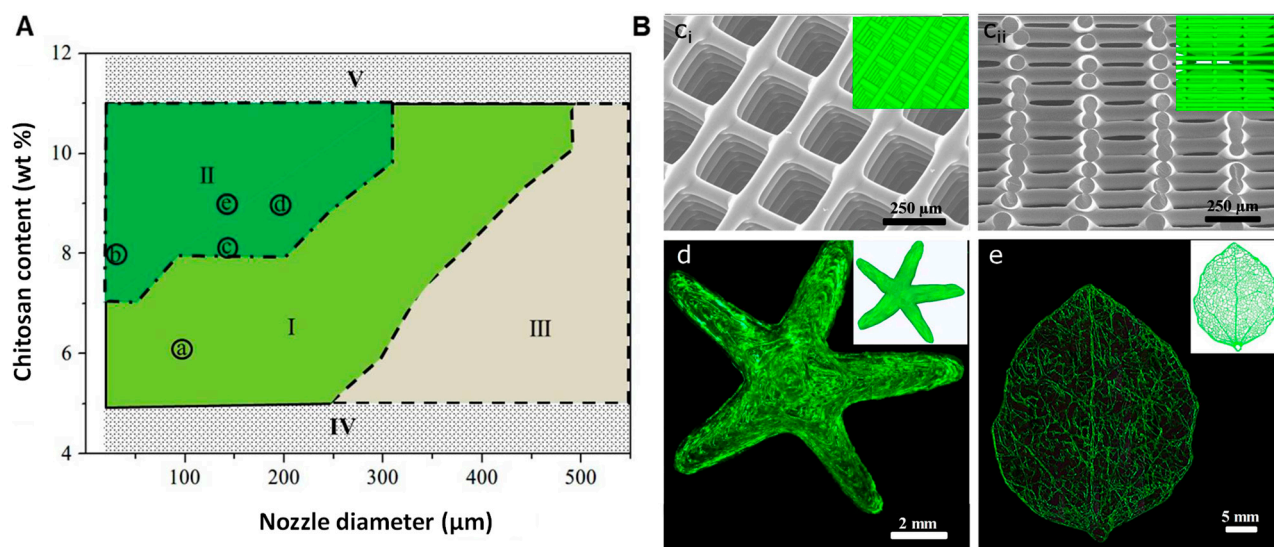 A
Chitosan content (wt %)
12
10
8
6
4
V
II
e
d
b
c
I
a
III
IV
100
200
300
400
500
Nozzle diameter (μm)
B
Ci
250 μm
Cii
250 μm
d
2 mm
e
5 mm